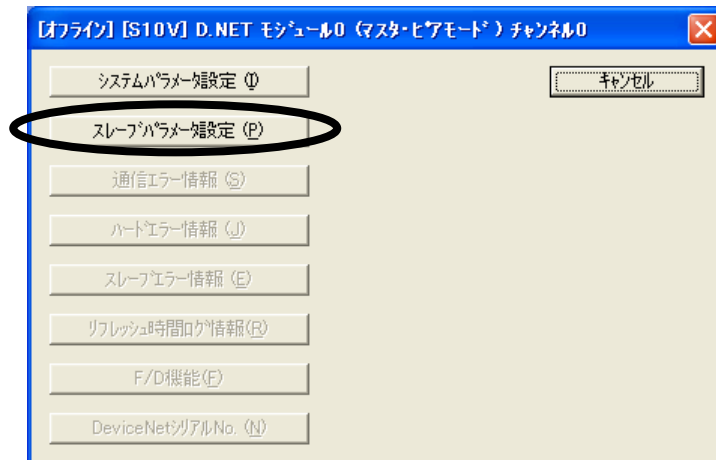 [オフライン] [S10V] D.NET モジュール0 (マスタ・ピアモード) チャンネル0
システムパラメータ設定 (I)
キャンセル
スレーブパラメータ設定 (P)
通信エラー情報 (S)
ハードエラー情報 (J)
スレーブエラー情報 (E)
リフレッシュ時間ログ情報(R)
F/D機能(F)
DeviceNetシリアルNo. (N)